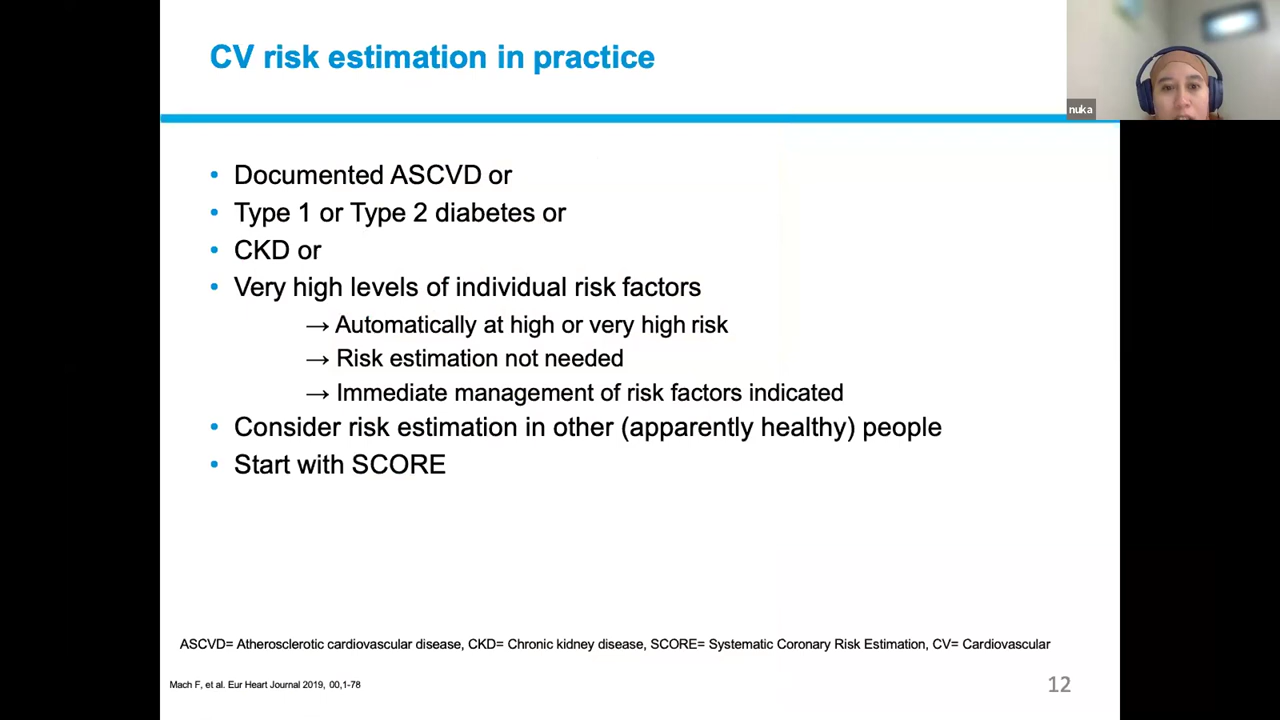 CV risk estimation in practice
nuka
• Documented ASCVD or
• Type 1 or Type 2 diabetes or
• CKD or
• Very high levels of individual risk factors
→ Automatically at high or very high risk
→ Risk estimation not needed
→ Immediate management of risk factors indicated
• Consider risk estimation in other (apparently healthy) people
• Start with SCORE
ASCVD= Atherosclerotic cardiovascular disease, CKD= Chronic kidney disease, SCORE= Systematic Coronary Risk Estimation, CV= Cardiovascular
Mach F, et al. Eur Heart Journal 2019, 00,1-78
12